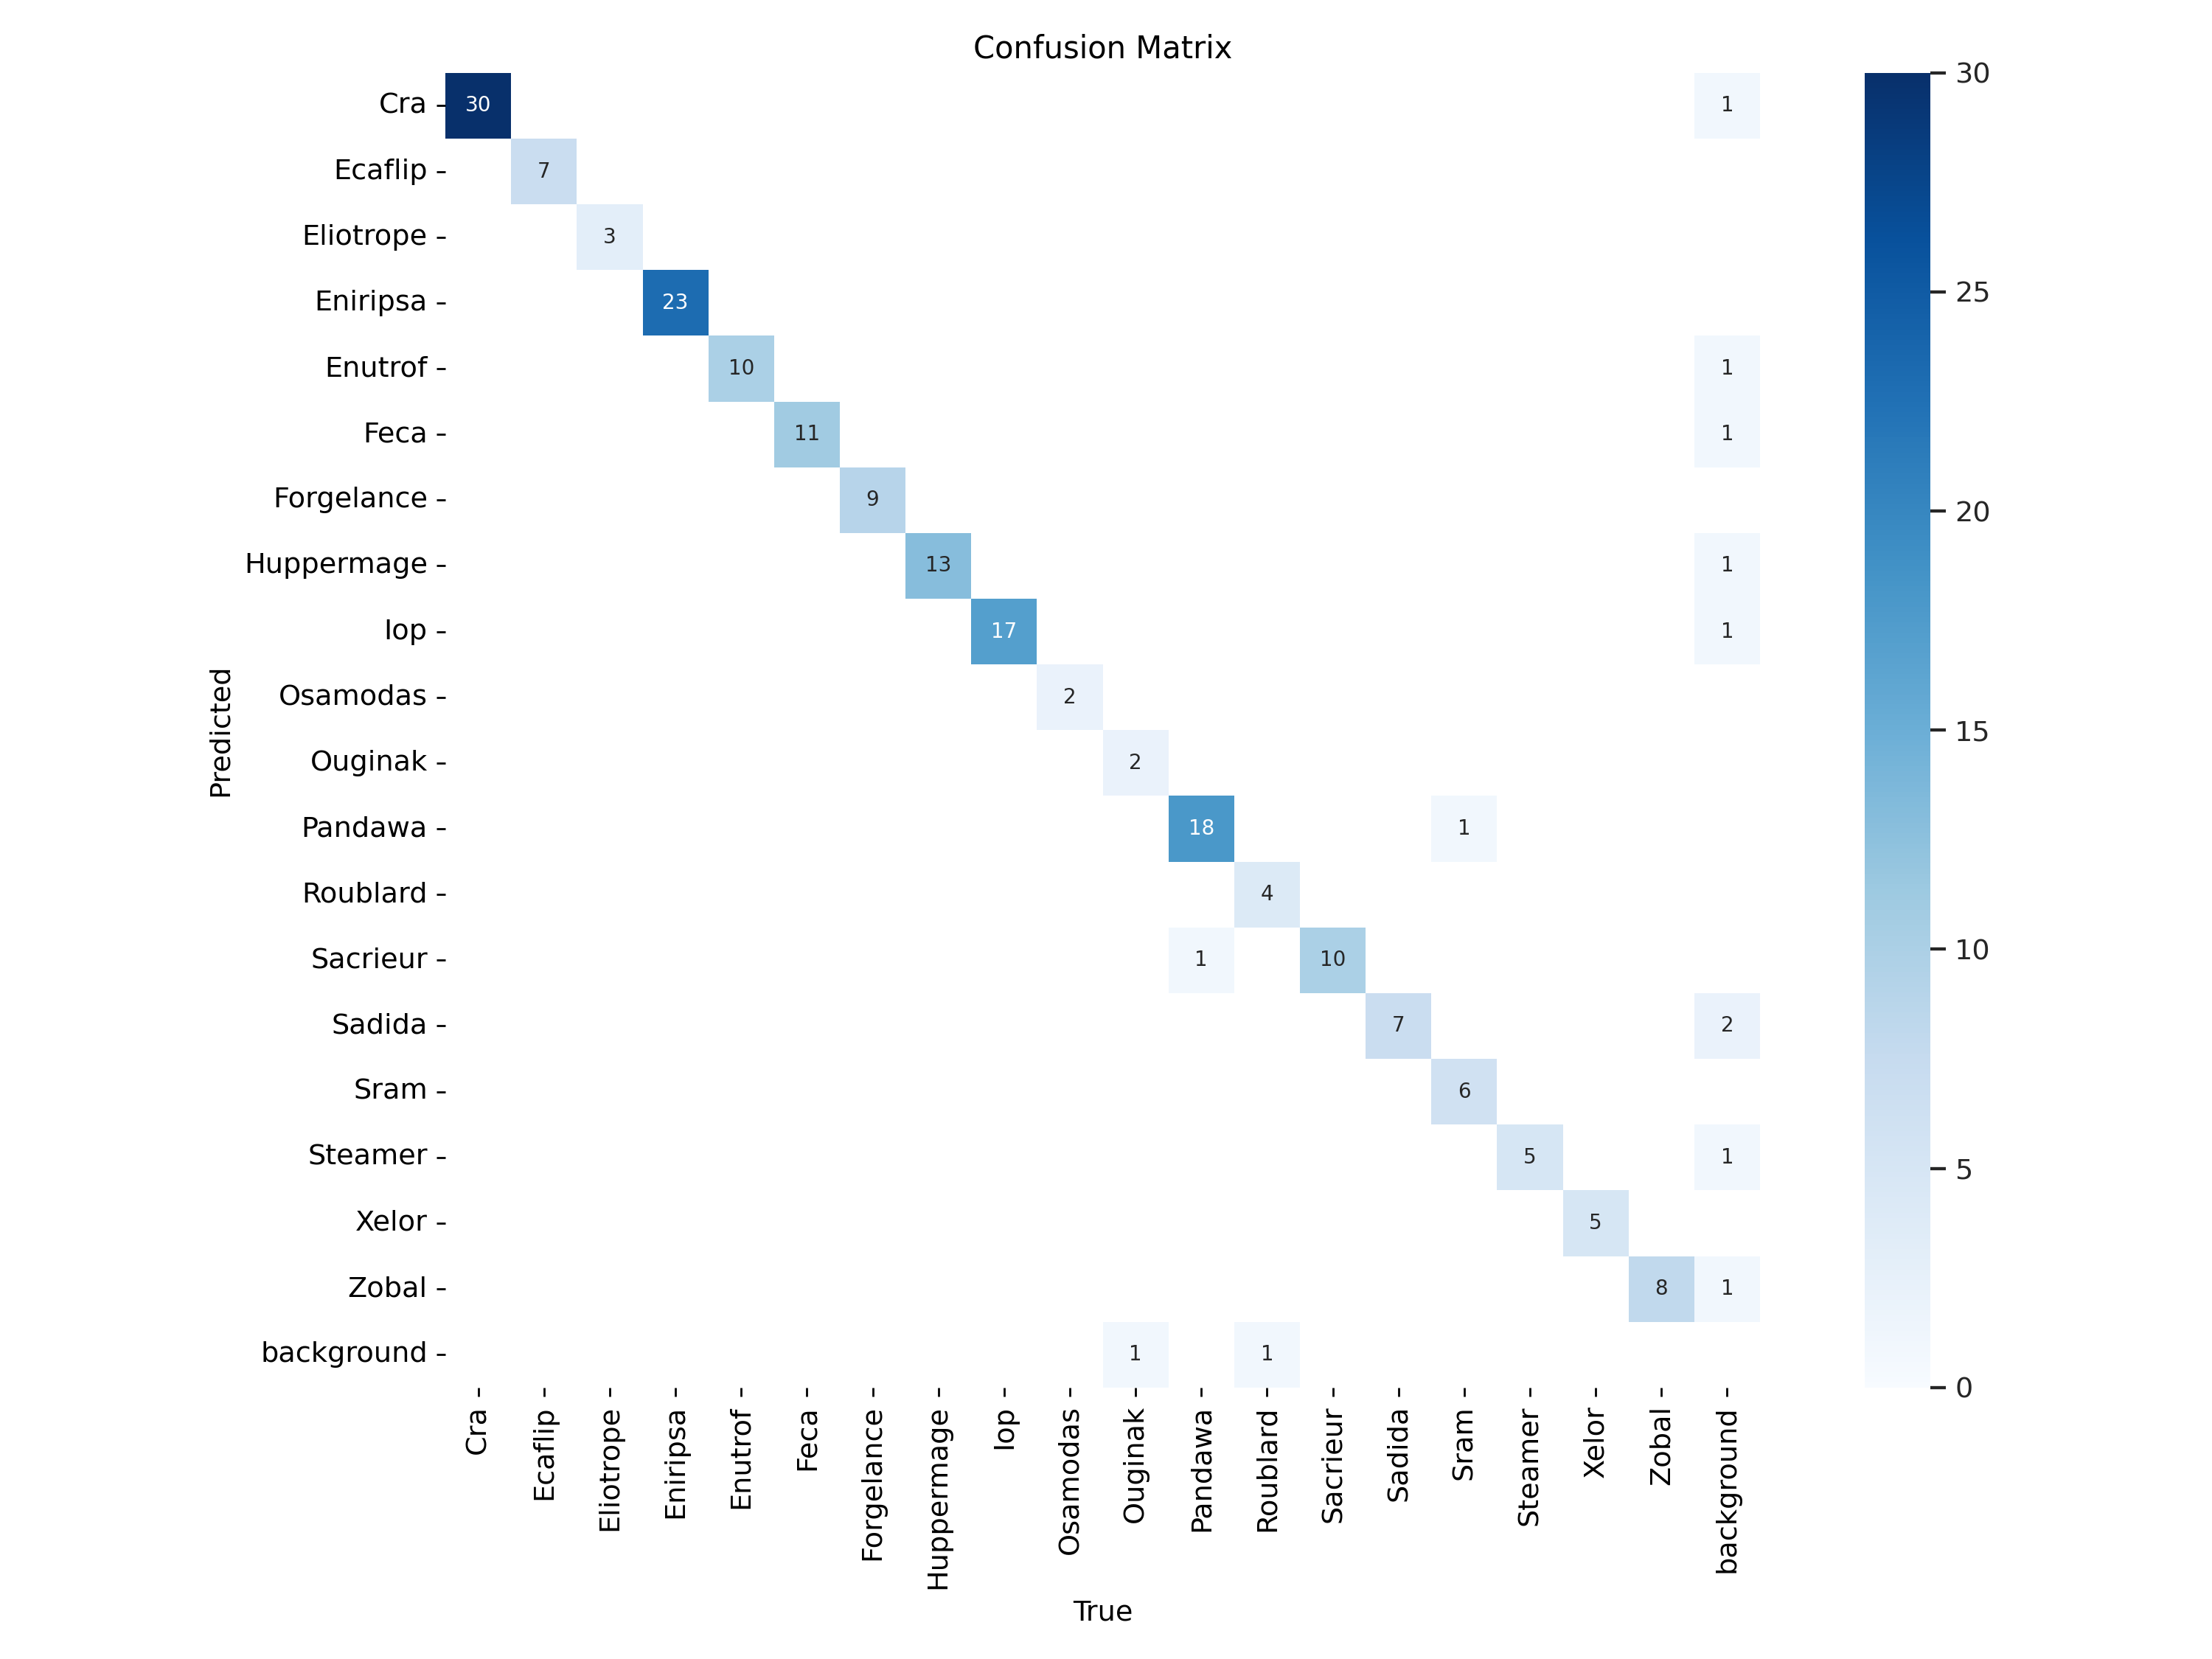 Confusion Matrix
Cra 30 1
Ecaflip 7
Eliotrope 3
Eniripsa 23
Enutrof 10 1
Feca 11 1
Forgelance 9
Huppermage 13 1
Iop 17 1
Osamodas 2
Ouginak 2
Pandawa 18 1
Roublard 4
Sacrieur 1 10
Sadida 7 2
Sram 6
Steamer 5 1
Xelor 5
Zobal 8 1
background 1 1
Predicted
Cra
Ecaflip
Eliotrope
Eniripsa
Enutrof
Feca
Forgelance
Huppermage
Iop
Osamodas
Ouginak
Pandawa
Roublard
Sacrieur
Sadida
Sram
Steamer
Xelor
Zobal
background
True
30
25
20
15
10
5
0